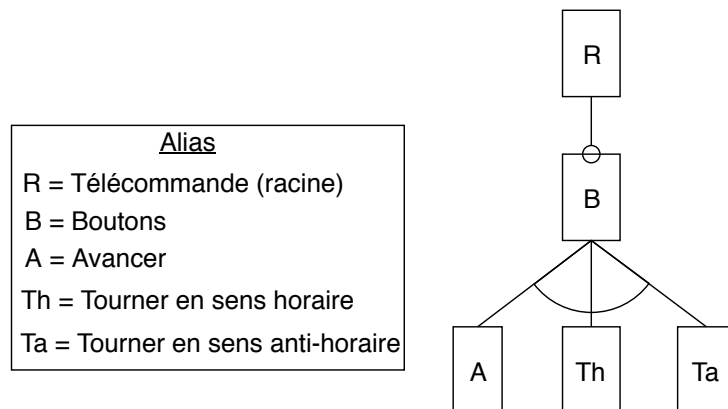 Alias
R = Télécommande (racine)
B = Boutons
A = Avancer
Th = Tourner en sens horaire
Ta = Tourner en sens anti-horaire
R
B
A Th Ta